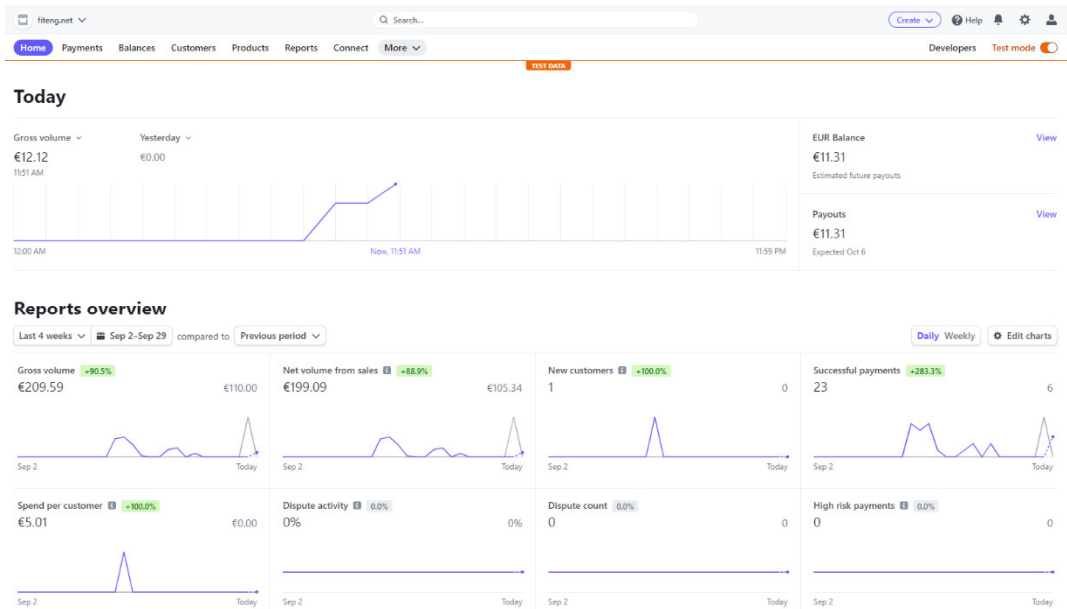 fiteng.net
Search...
Create
Help
Home Payments Balances Customers Products Reports Connect More
Developers Test mode
TEST DATA
Today
Gross volume Yesterday
€12.12 €0.00
11:51 AM
12:00 AM Now, 11:51 AM 11:59 PM
EUR Balance View
€11.31
Estimated future payouts
Payouts View
€11.31
Expected Oct 6
Reports overview
Last 4 weeks Sep 2–Sep 29 compared to Previous period
Daily Weekly Edit charts
Gross volume +90.5%
€209.59 €110.00
Sep 2 Today
Net volume from sales +88.9%
€199.09 €105.34
Sep 2 Today
New customers +100.0%
1 0
Sep 2 Today
Successful payments +283.3%
23 6
Sep 2 Today
Spend per customer +100.0%
€5.01 €0.00
Sep 2 Today
Dispute activity 0.0%
0% 0%
Sep 2 Today
Dispute count 0.0%
0 0
Sep 2 Today
High risk payments 0.0%
0 0
Sep 2 Today